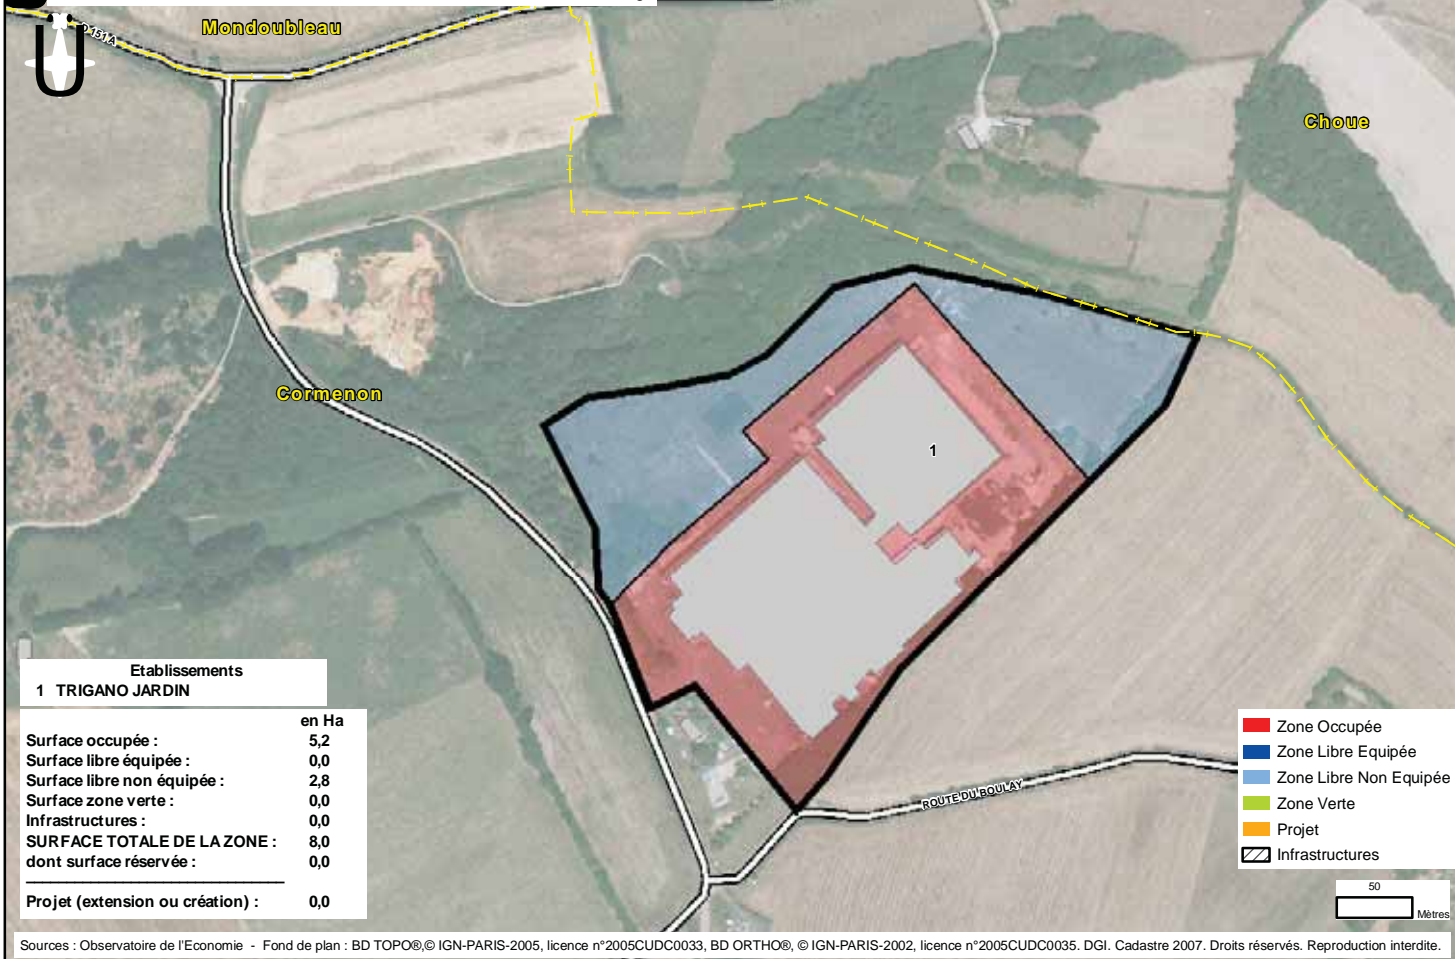 D 151A
Mondoubleau
Choue
Cormenon
1
ROUTE DU BOULAY
Etablissements
1 TRIGANO JARDIN
en Ha
Surface occupée : 5,2
Surface libre équipée : 0,0
Surface libre non équipée : 2,8
Surface zone verte : 0,0
Infrastructures : 0,0
SURFACE TOTALE DE LA ZONE : 8,0
dont surface réservée : 0,0
Projet (extension ou création) : 0,0
Zone Occupée
Zone Libre Equipée
Zone Libre Non Equipée
Zone Verte
Projet
Infrastructures
50
Mètres
Sources : Observatoire de l'Economie - Fond de plan : BD TOPO®,© IGN-PARIS-2005, licence n°2005CUDC0033, BD ORTHO®, © IGN-PARIS-2002, licence n°2005CUDC0035. DGI. Cadastre 2007. Droits réservés. Reproduction interdite.